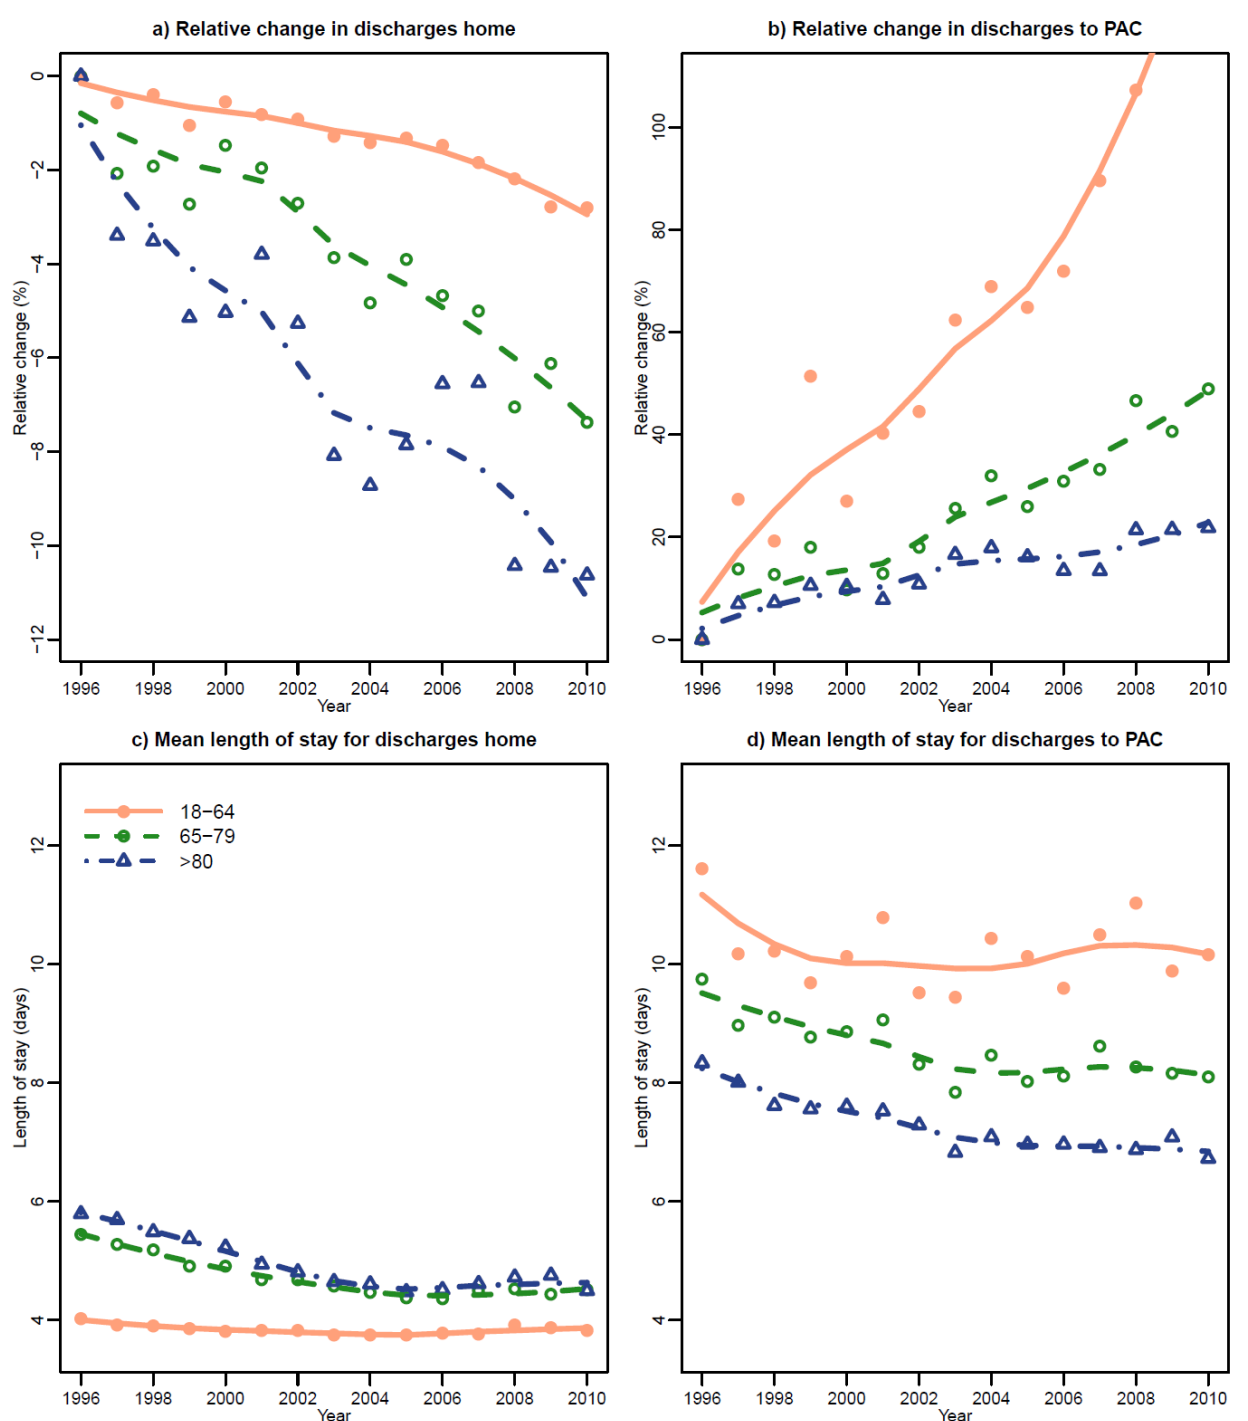 a) Relative change in discharges home
Relative change (%)
0
−2
−4
−6
−8
−10
−12
1996 1998 2000 2002 2004 2006 2008 2010
Year
b) Relative change in discharges to PAC
Relative change (%)
100
80
60
40
20
0
1996 1998 2000 2002 2004 2006 2008 2010
Year
c) Mean length of stay for discharges home
18−64
65−79
>80
Length of stay (days)
12
10
8
6
4
1996 1998 2000 2002 2004 2006 2008 2010
Year
d) Mean length of stay for discharges to PAC
Length of stay (days)
12
10
8
6
4
1996 1998 2000 2002 2004 2006 2008 2010
Year